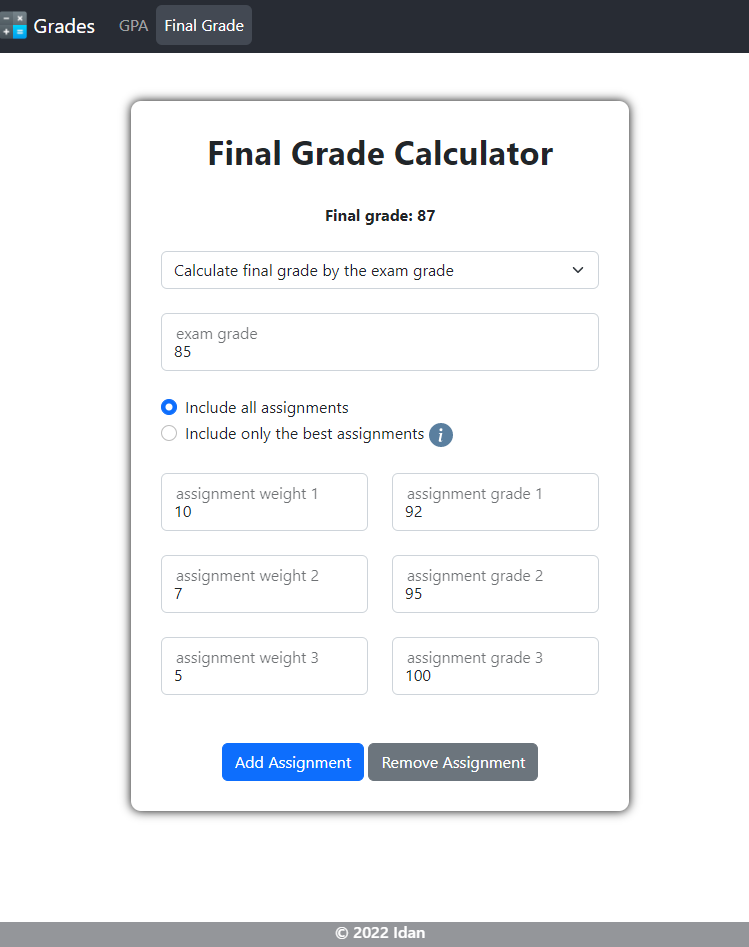 Grades GPA Final Grade
Final Grade Calculator
Final grade: 87
Calculate final grade by the exam grade
exam grade
85
Include all assignments
Include only the best assignments i
assignment weight 1 assignment grade 1
10 92
assignment weight 2 assignment grade 2
7 95
assignment weight 3 assignment grade 3
5 100
Add Assignment Remove Assignment
© 2022 Idan